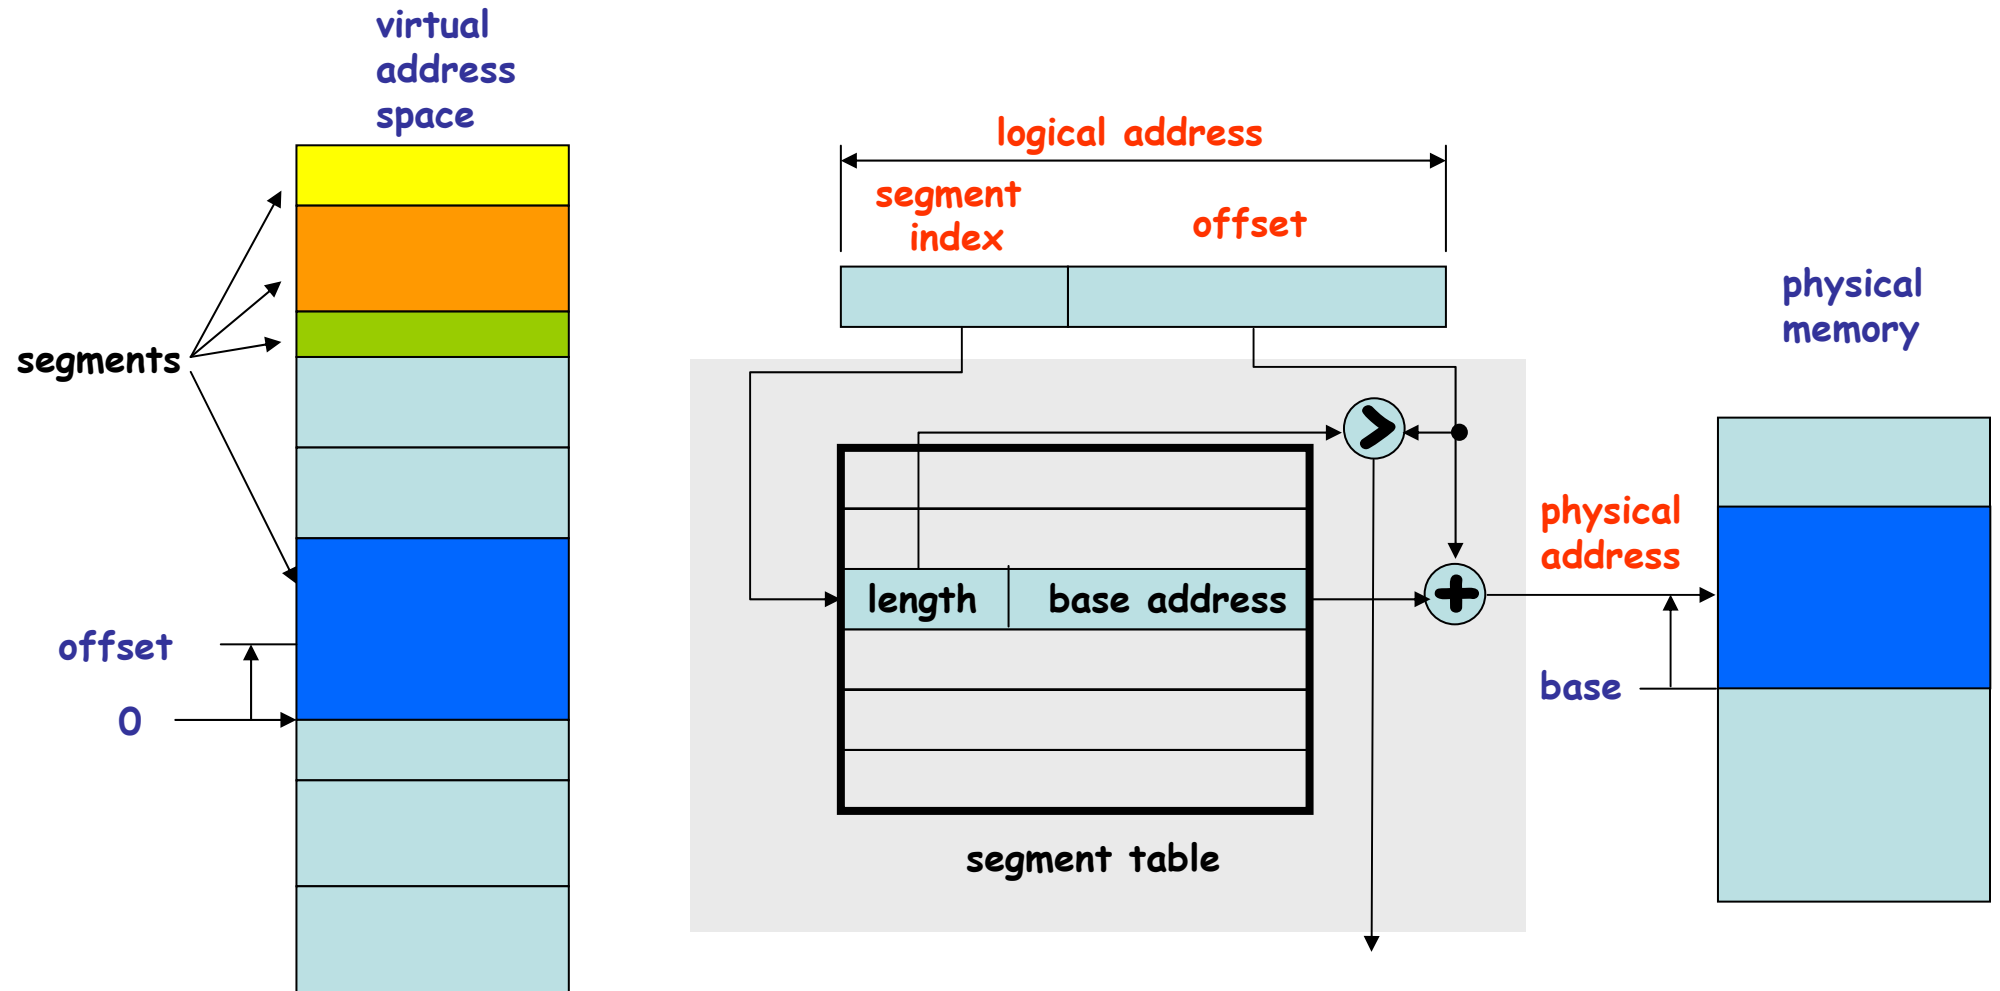 virtual
address
space
segments
offset
0
logical address
segment
index
offset
>
length
base address
+
segment table
physical
address
base
physical
memory